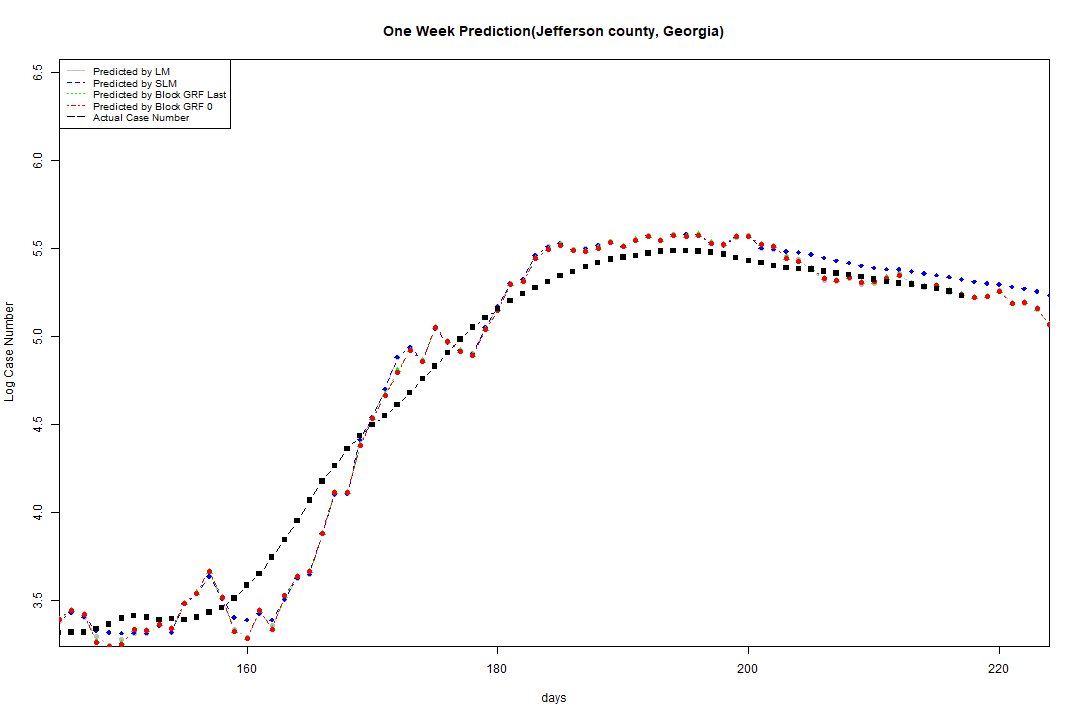 One Week Prediction(Jefferson county, Georgia)
Predicted by LM
Predicted by SLM
Predicted by Block GRF Last
Predicted by Block GRF 0
Actual Case Number
6.5
6.0
5.5
5.0
4.5
4.0
3.5
Log Case Number
160 180 200 220
days